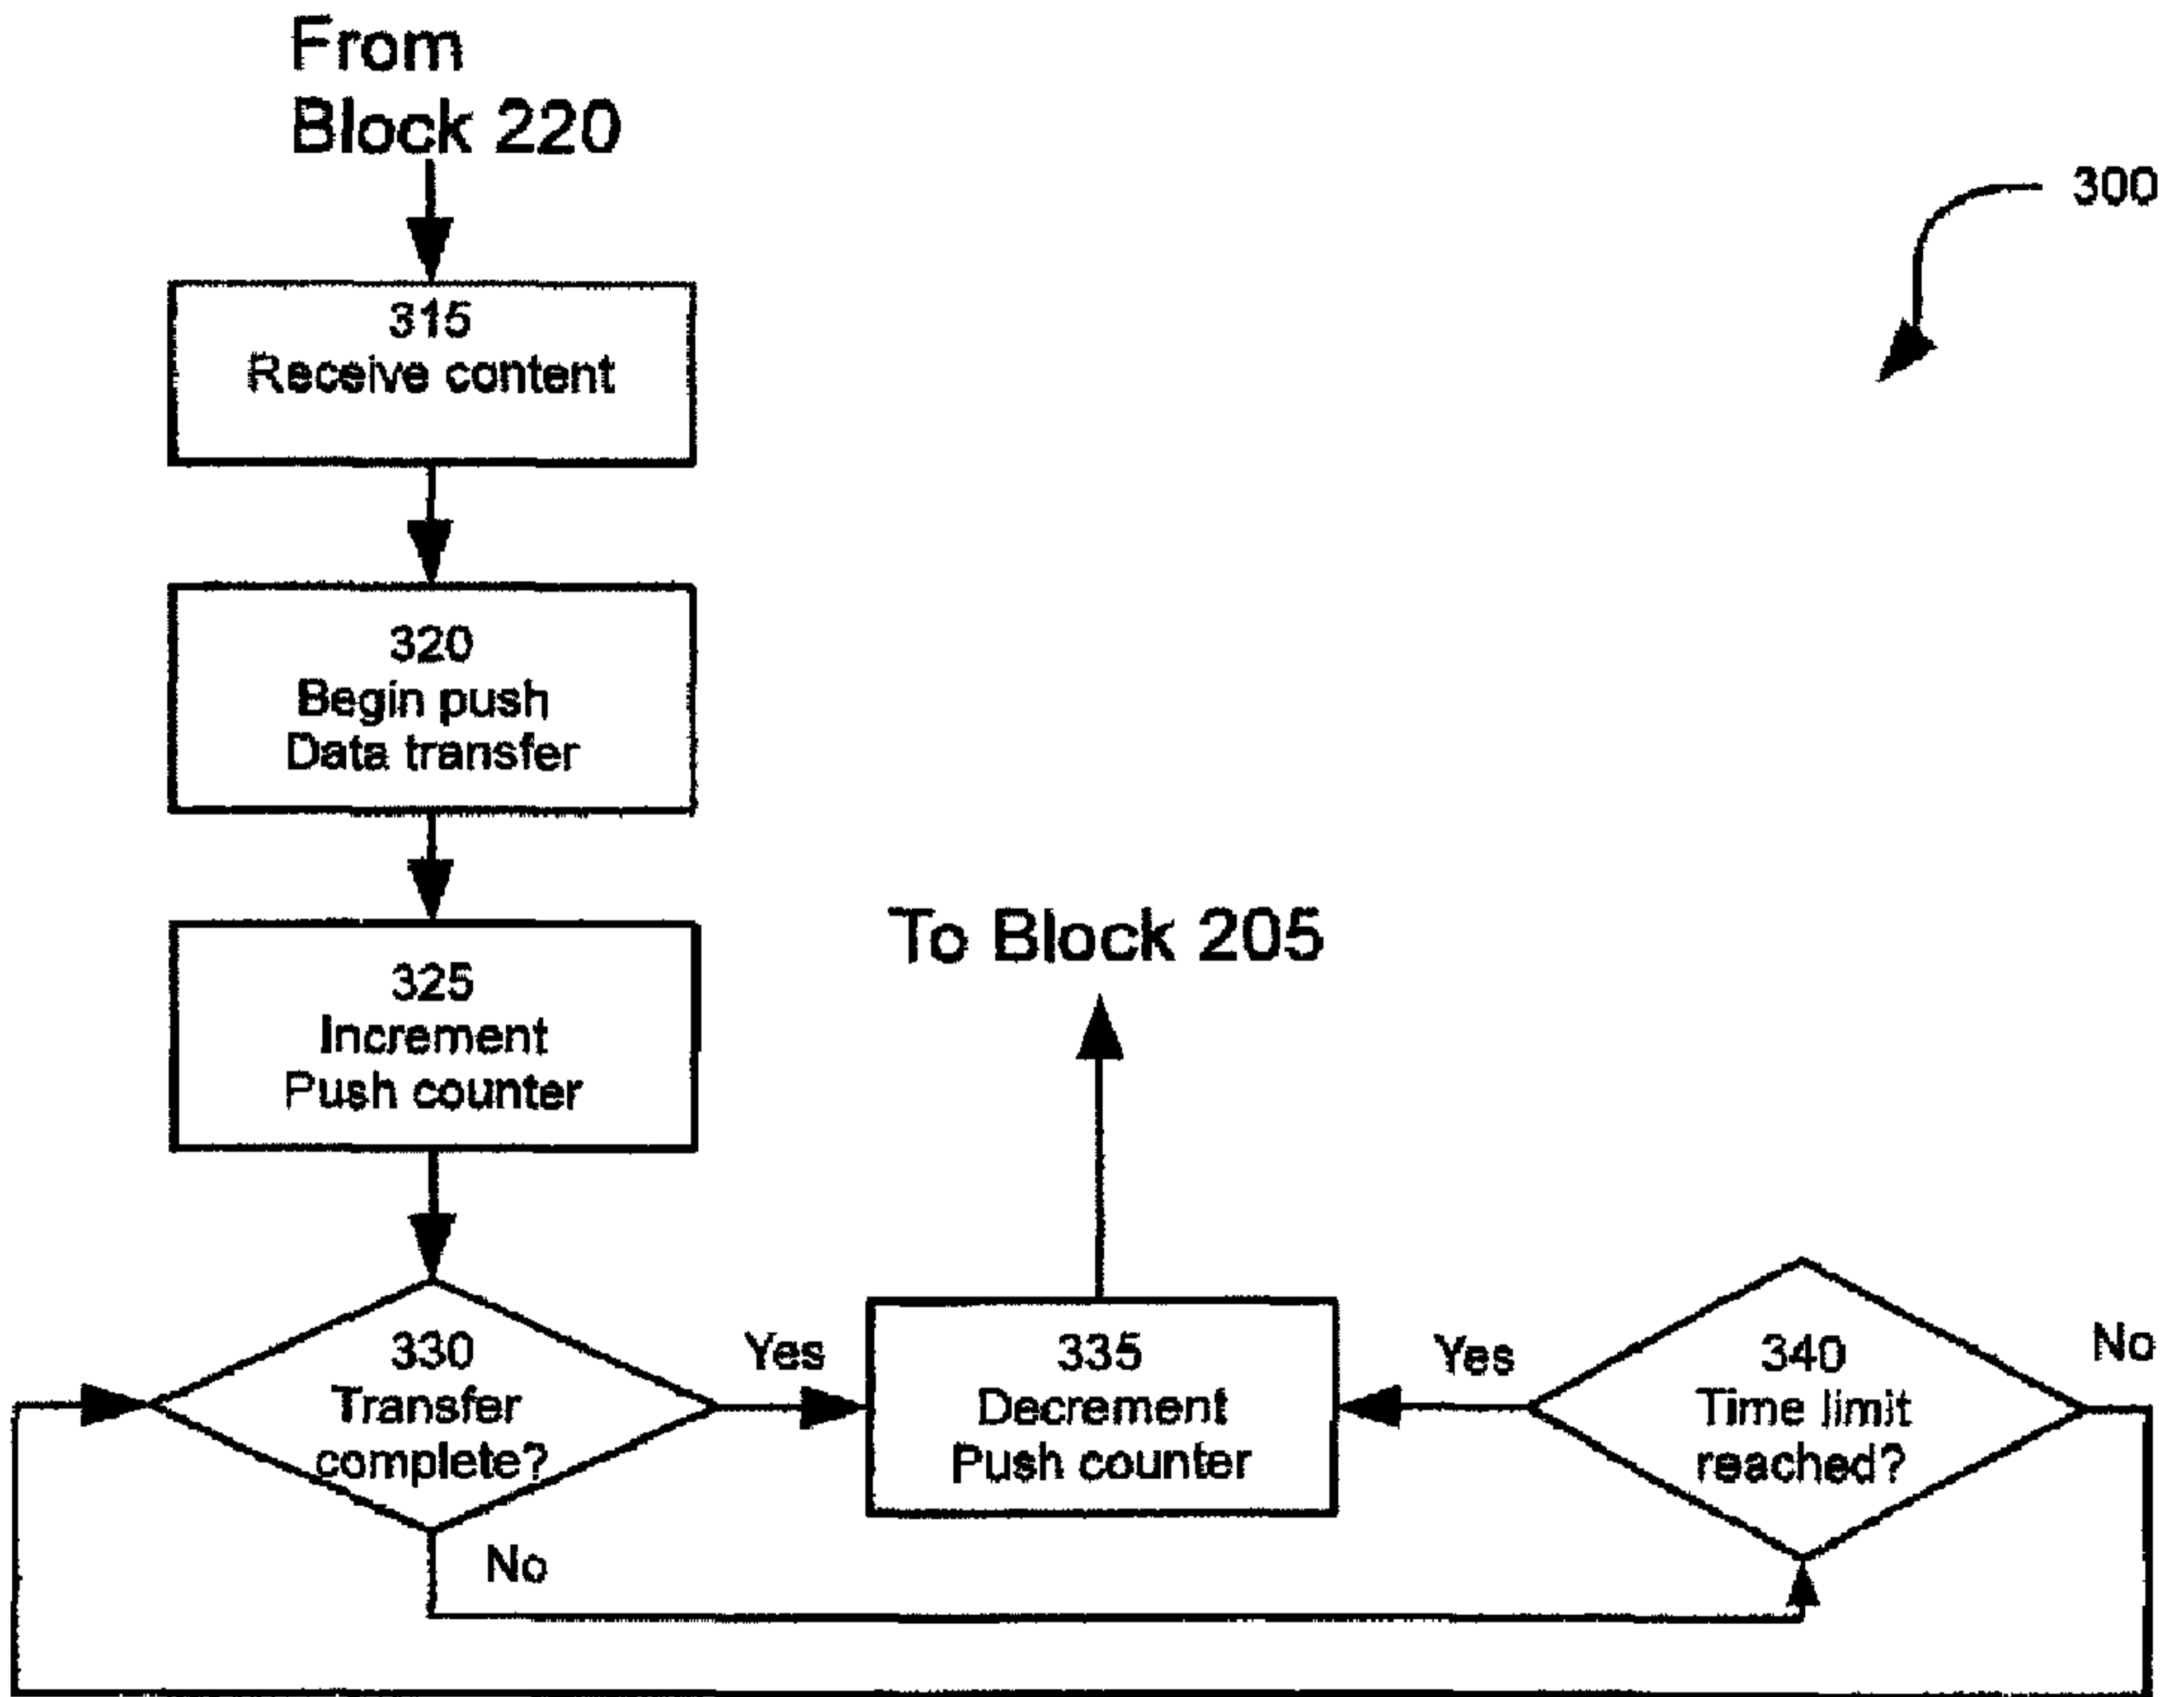 From
Block 220
300
315
Receive content
320
Begin push
Data transfer
325
Increment
Push counter
To Block 205
330
Transfer
complete?
Yes
No
335
Decrement
Push counter
Yes
340
Time limit
reached?
No